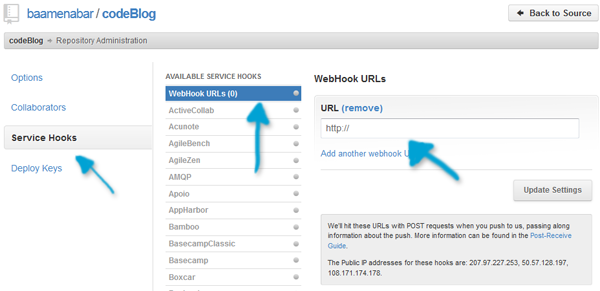 baamenabar / codeBlog
Back to Source
codeBlog Repository Administration
Options
Collaborators
Service Hooks
Deploy Keys
AVAILABLE SERVICE HOOKS
WebHook URLs (0)
ActiveCollab
Acunote
AgileBench
AgileZen
AMQP
Apoio
AppHarbor
Bamboo
BasecampClassic
Basecamp
Boxcar
WebHook URLs
URL (remove)
http://
Add another webhook
Update Settings
We'll hit these URLs with POST requests when you push to us, passing along
information about the push. More information can be found in the Post-Receive
Guide.
The Public IP addresses for these hooks are: 207.97.227.253, 50.57.128.197,
108.171.174.178.